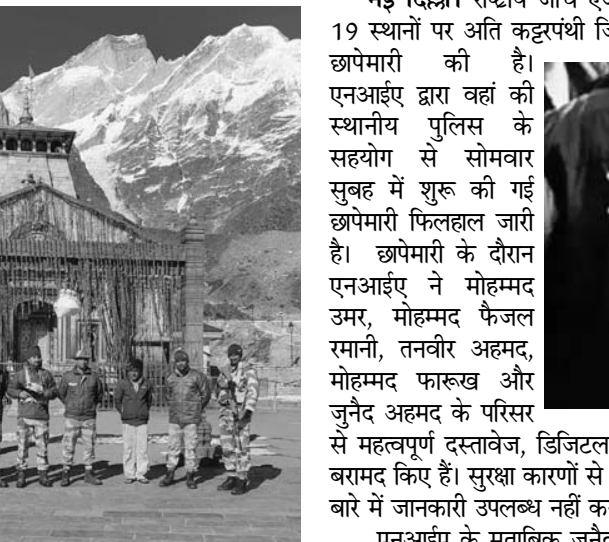 नई दिल्ली। राष्ट्रीय जांच
19 स्थानों पर अति कट्टरपंथी
छापेमारी की है।
एनआईए द्वारा वहां की
स्थानीय पुलिस के
सहयोग से सोमवार
सुबह में शुरू की गई
छापेमारी फिलहाल जारी
है। छापेमारी के दौरान
एनआईए ने मोहम्मद
उमर, मोहम्मद फैजल
रमानी, तनवीर अहमद,
मोहम्मद फारूख और
जुनैद अहमद के परिसर
से महत्वपूर्ण दस्तावेज, डिजिटल
बरामद किए हैं। सुरक्षा कारणों से
बारे में जानकारी उपलब्ध नहीं
एनआईए के मुताबिक जुनैद